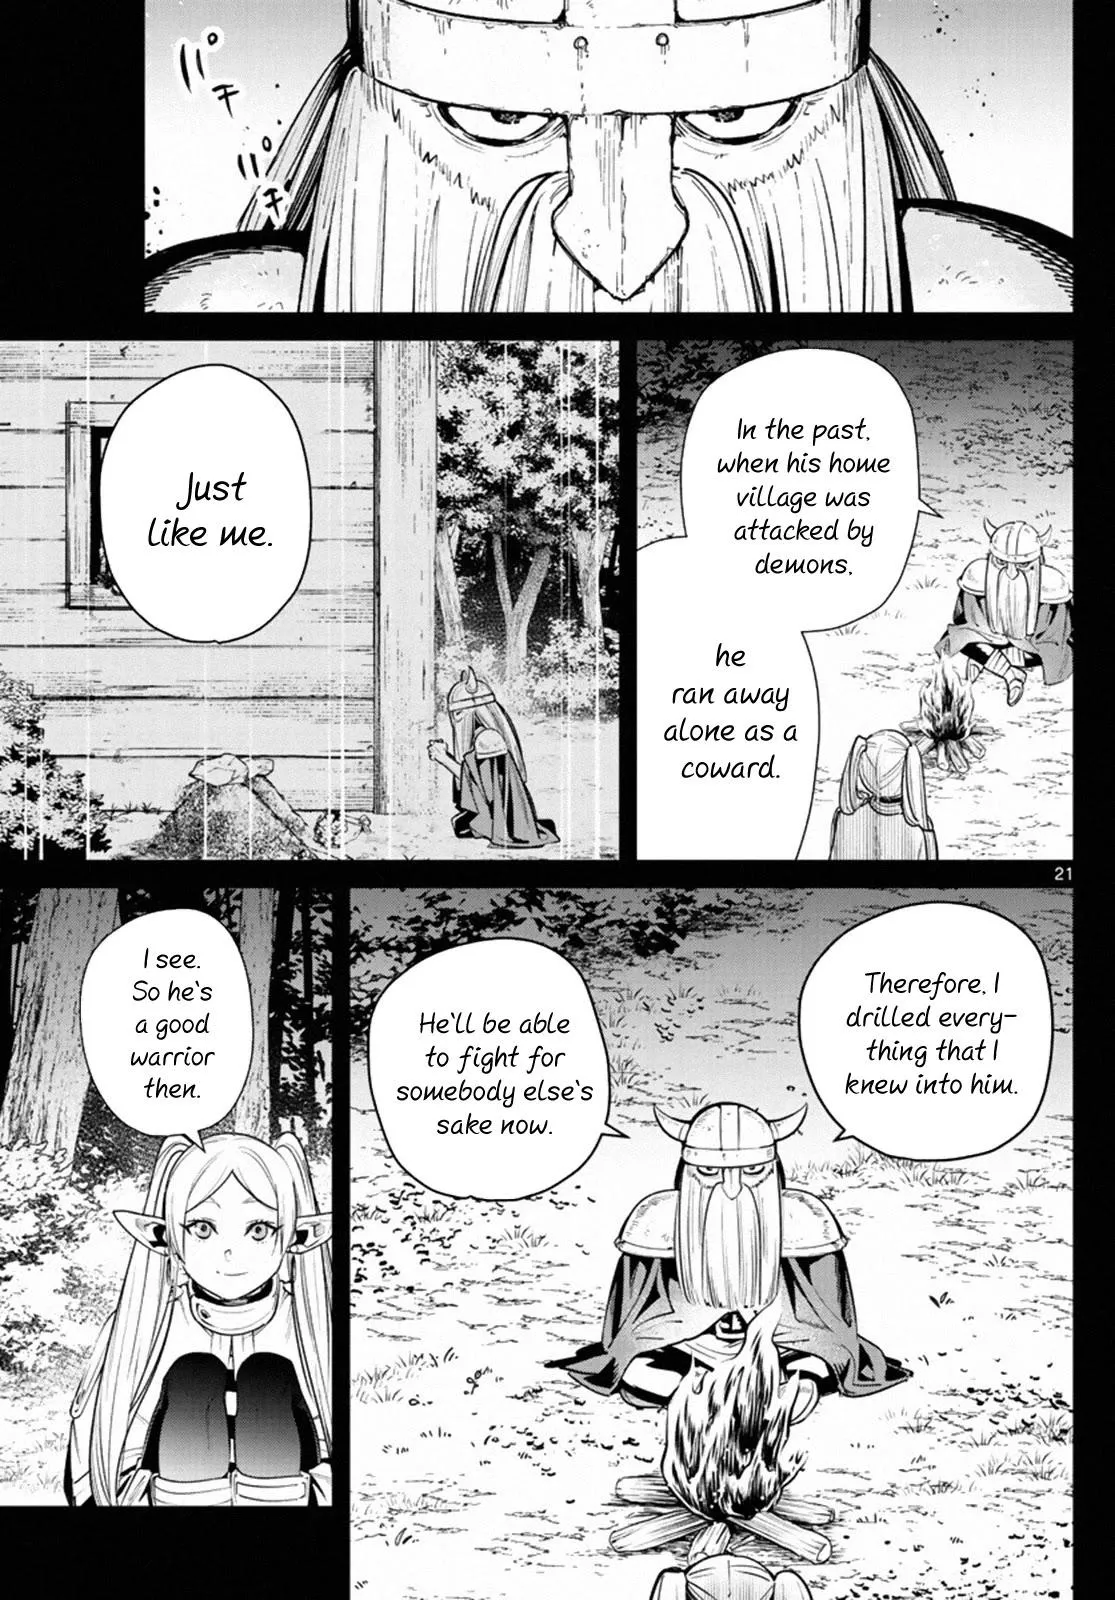 パチ
パチ
In the past,
when his home
village was
attacked by
demons,
he
ran away
alone as a
coward.
Just
like me.
21
Therefore, I
drilled every-
thing that I
knew into him.
He'll be able
to fight for
somebody else's
sake now.
I see.
So he's
a good
warrior
then.